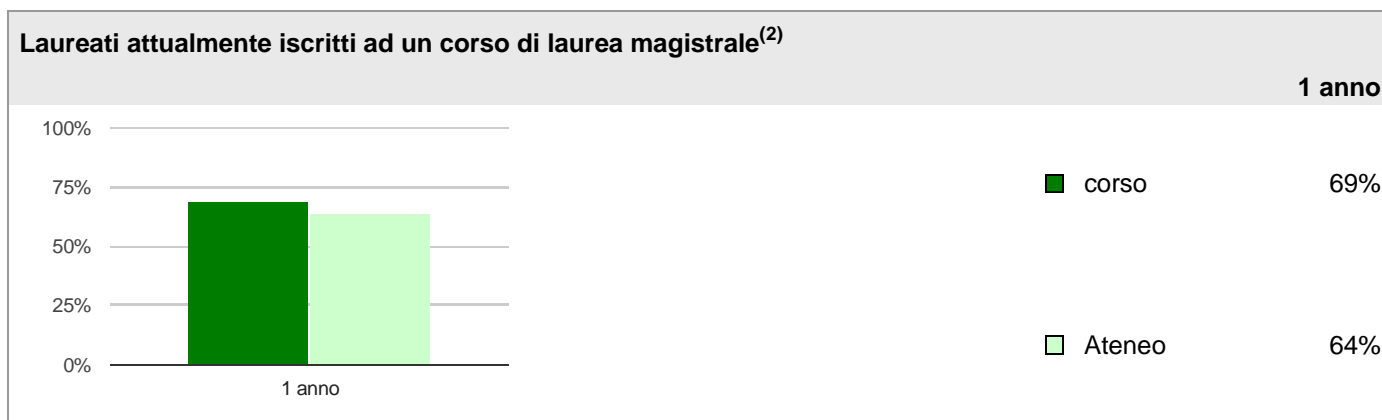 Laureati attualmente iscritti ad un corso di laurea magistrale(2)
1 anno
100%
75%
50%
25%
0%
1 anno
corso 69%
Ateneo 64%